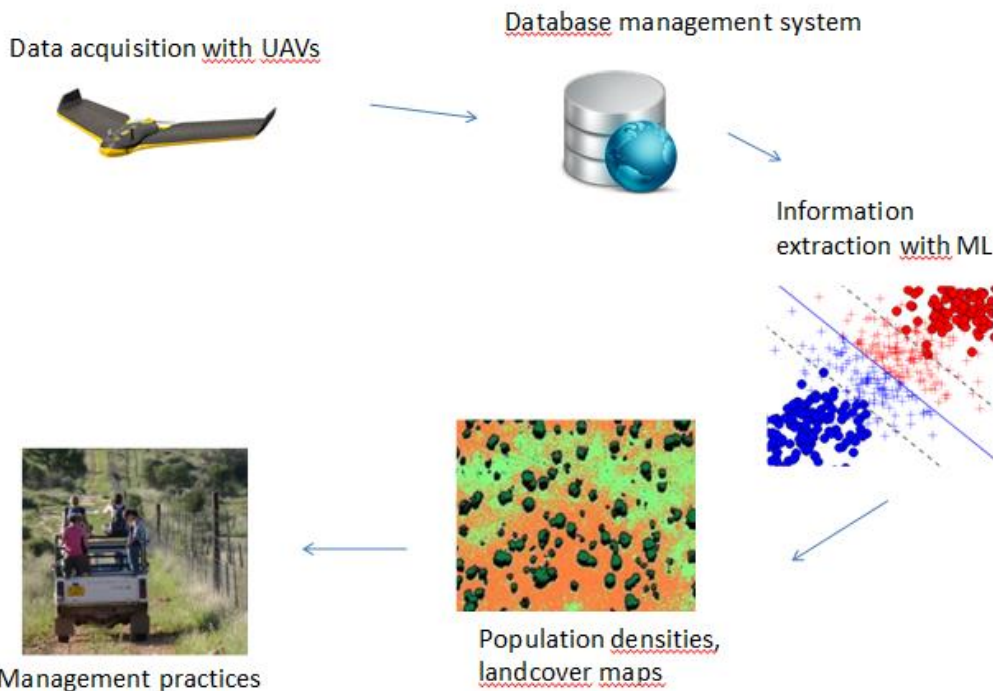 Data acquisition with UAVs
Database management system
Information
extraction with ML
Population densities,
landcover maps
Management practices